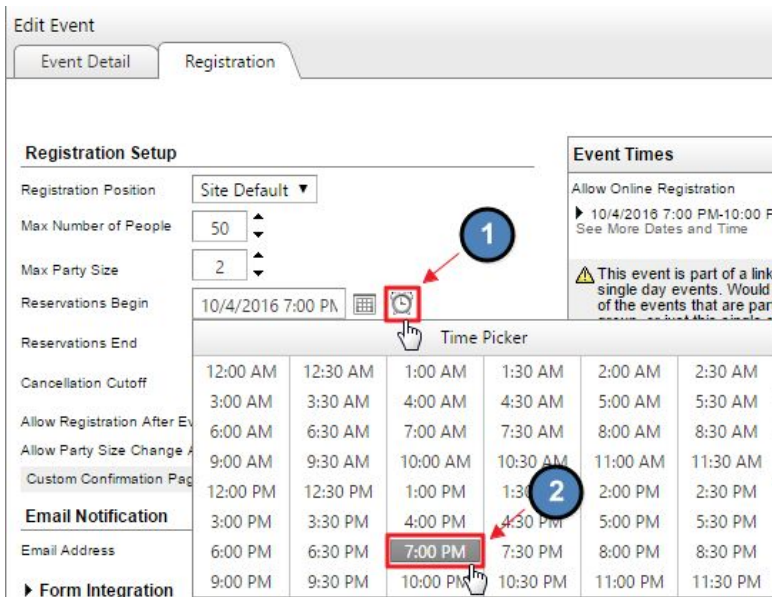 Edit Event
Event Detail Registration
Registration Setup
Registration Position Site Default
Max Number of People 50
Max Party Size 2
Reservations Begin 10/4/2016 7:00 PM
Reservations End
Cancellation Cutoff
Allow Registration After Ev
Allow Party Size Change
Custom Confirmation Pag
Email Notification
Email Address
Form Integration
1
Event Times
Allow Online Registration
10/4/2016 7:00 PM-10:00 P
See More Dates and Time
This event is part of a link
single day events. Would
of the events that are par
Time Picker
12:00 AM 12:30 AM 1:00 AM 1:30 AM 2:00 AM 2:30 AM
3:00 AM 3:30 AM 4:00 AM 4:30 AM 5:00 AM 5:30 AM
6:00 AM 6:30 AM 7:00 AM 7:30 AM 8:00 AM 8:30 AM
9:00 AM 9:30 AM 10:00 AM 10:30 AM 11:00 AM 11:30 AM
12:00 PM 12:30 PM 1:00 PM 2 2:00 PM 2:30 PM
3:00 PM 3:30 PM 4:00 PM 4:30 PM 5:00 PM 5:30 PM
6:00 PM 6:30 PM 7:00 PM 7:30 PM 8:00 PM 8:30 PM
9:00 PM 9:30 PM 10:00 PM 10:30 PM 11:00 PM 11:30 PM